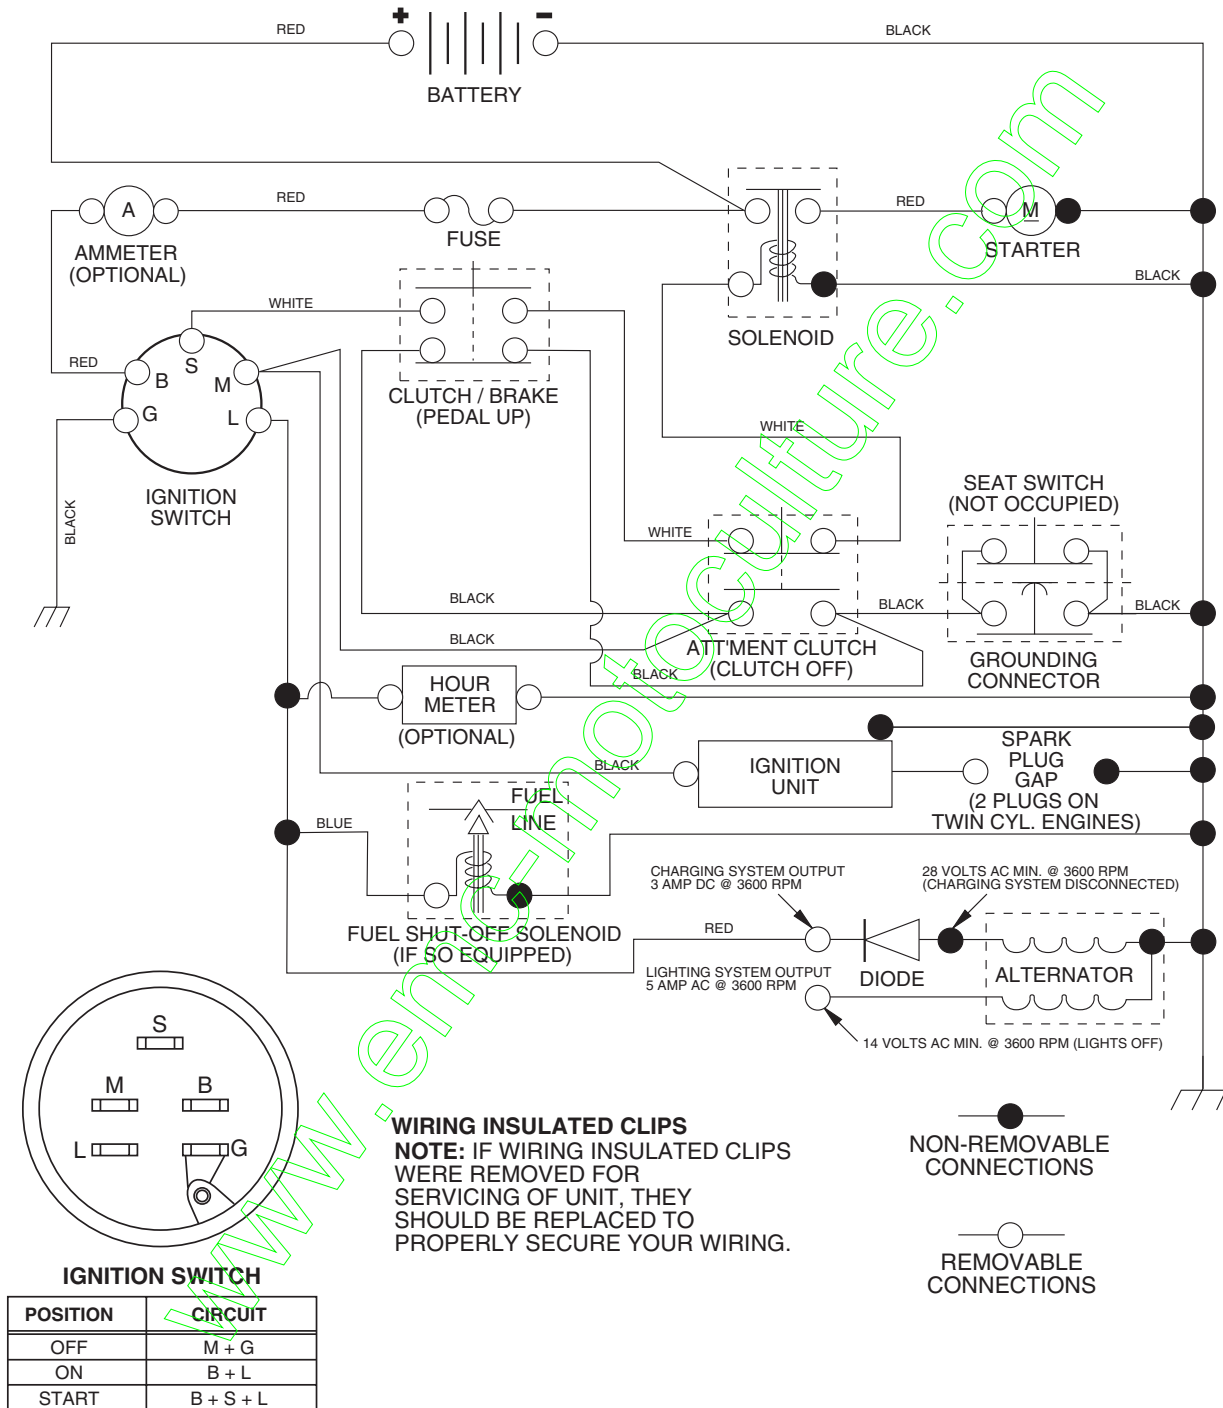 + -
RED
BLACK
BATTERY
A
RED
FUSE
AMMETER
(OPTIONAL)
RED
M
STARTER
BLACK
SOLENOID
WHITE
RED
S
B
M
G
L
CLUTCH / BRAKE
(PEDAL UP)
IGNITION
SWITCH
BLACK
WHITE
WHITE
SEAT SWITCH
(NOT OCCUPIED)
BLACK
BLACK
BLACK
BLACK
ATT'MENT CLUTCH
(CLUTCH OFF)
BLACK
GROUNDING
CONNECTOR
HOUR
METER
(OPTIONAL)
BLACK
IGNITION
UNIT
SPARK
PLUG
GAP
(2 PLUGS ON
TWIN CYL. ENGINES)
FUEL
LINE
BLUE
FUEL SHUT-OFF SOLENOID
(IF SO EQUIPPED)
CHARGING SYSTEM OUTPUT
3 AMP DC @ 3600 RPM
28 VOLTS AC MIN. @ 3600 RPM
(CHARGING SYSTEM DISCONNECTED)
RED
DIODE
ALTERNATOR
LIGHTING SYSTEM OUTPUT
5 AMP AC @ 3600 RPM
14 VOLTS AC MIN. @ 3600 RPM (LIGHTS OFF)
S
M
B
L
G
WIRING INSULATED CLIPS
NOTE: IF WIRING INSULATED CLIPS
WERE REMOVED FOR
SERVICING OF UNIT, THEY
SHOULD BE REPLACED TO
PROPERLY SECURE YOUR WIRING.
NON-REMOVABLE
CONNECTIONS
REMOVABLE
CONNECTIONS
IGNITION SWITCH
POSITION CIRCUIT
OFF M + G
ON B + L
START B + S + L
www.emc-motoculture.com